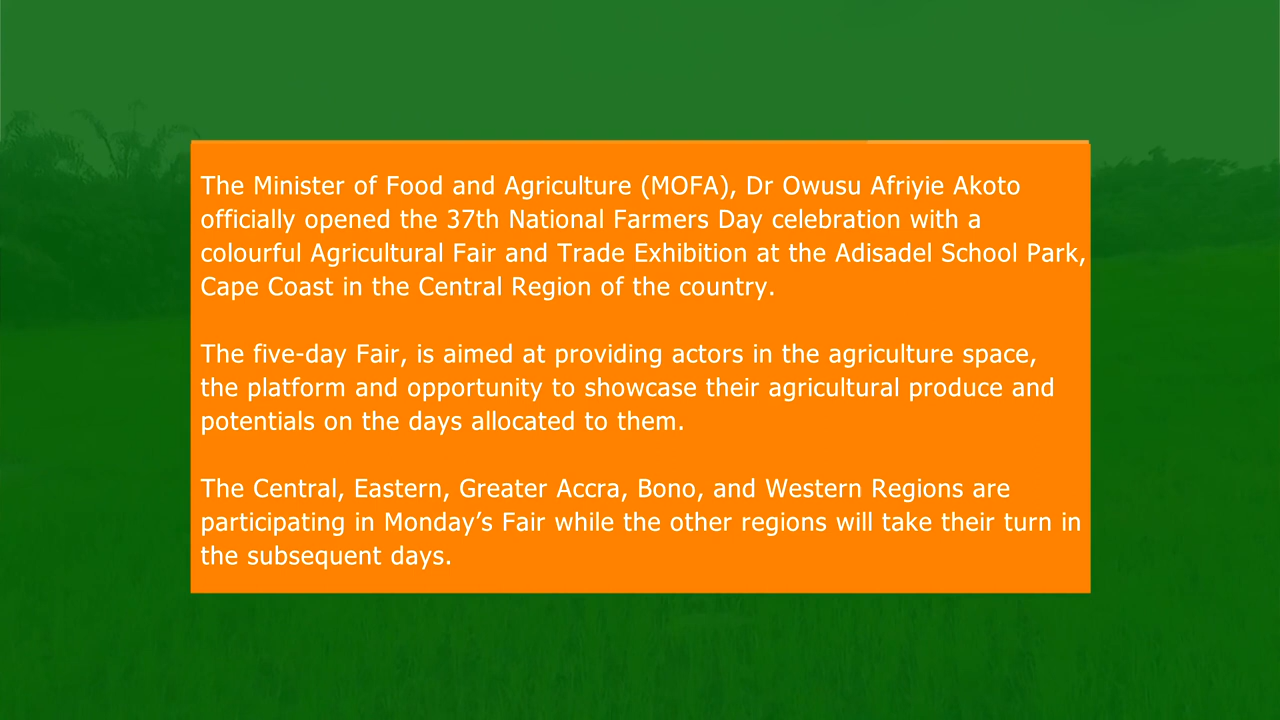 The Minister of Food and Agriculture (MOFA), Dr Owusu Afriyie Akoto
officially opened the 37th National Farmers Day celebration with a
colourful Agricultural Fair and Trade Exhibition at the Adisadel School Park,
Cape Coast in the Central Region of the country.
The five-day Fair, is aimed at providing actors in the agriculture space,
the platform and opportunity to showcase their agricultural produce and
potentials on the days allocated to them.
The Central, Eastern, Greater Accra, Bono, and Western Regions are
participating in Monday’s Fair while the other regions will take their turn in
the subsequent days.